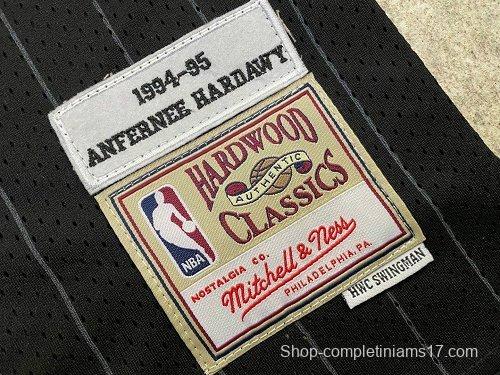 1994-95
ANFERNEE HARDAWY
HARDWOOD
AUTHENTIC
CLASSICS
NBA
NOSTALGIA CO.
Mitchell & Ness
PHILADELPHIA, PA.
HWC SWINGMAN
Shop-completiniams17.com